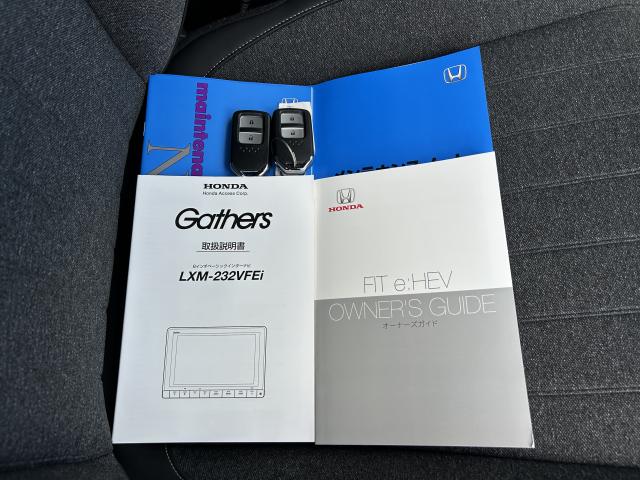 maintena
HONDA
Honda Access Corp.
Gathers
取扱説明書
LXM-232VFEi
HONDA
FIT e:HEV
OWNER'S GUIDE
オーナーズガイド